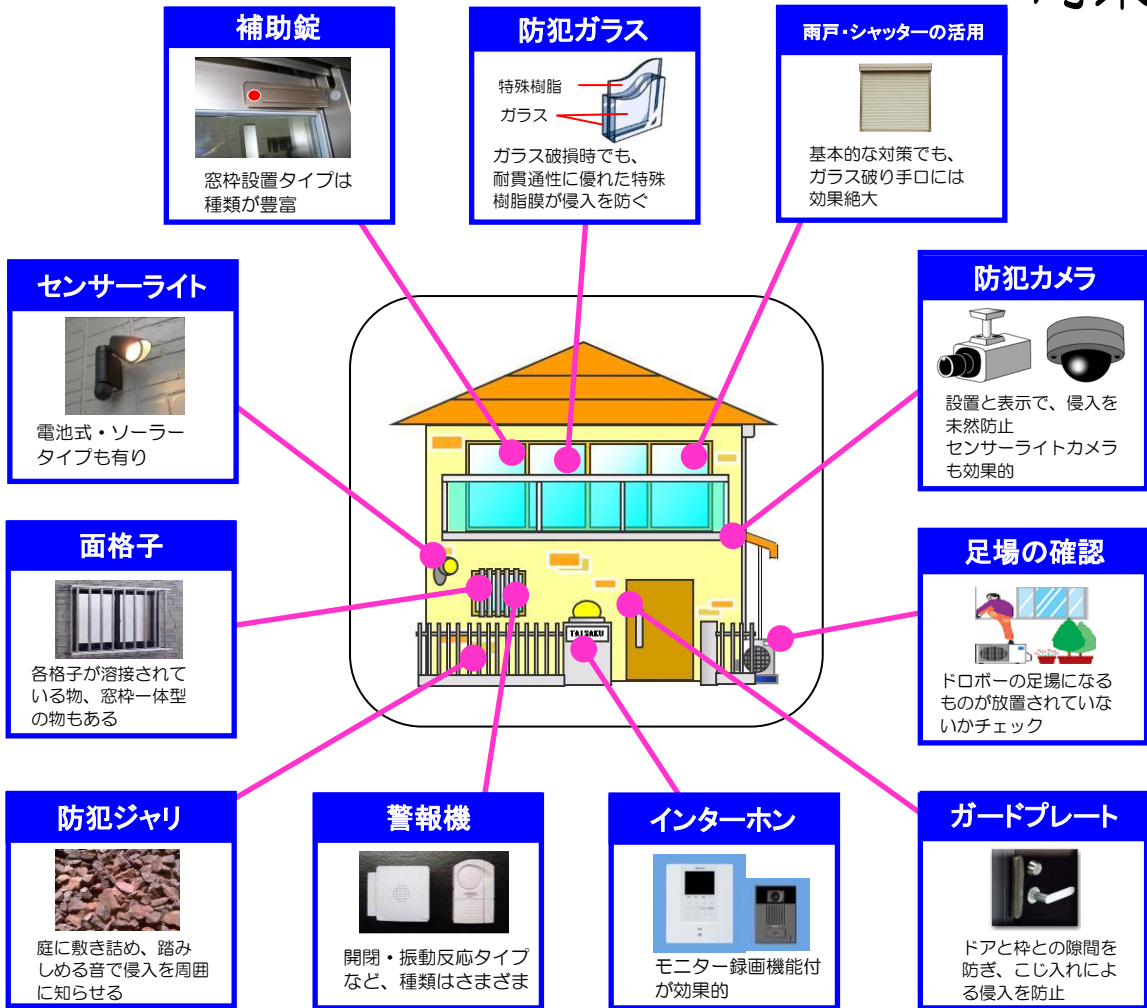 補助錠
窓枠設置タイプは
種類が豊富
防犯ガラス
特殊樹脂
ガラス
ガラス破損時でも、
耐貫通性に優れた特殊
樹脂膜が侵入を防ぐ
雨戸・シャッターの活用
基本的な対策でも、
ガラス破り手口には
効果絶大
センサーライト
電池式・ソーラー
タイプも有り
防犯カメラ
設置と表示で、侵入を
未然防止
センサーライトカメラ
も効果的
面格子
各格子が溶接されて
いる物、窓枠一体型
の物もある
足場の確認
ドロボーの足場になる
ものが放置されていな
いかチェック
TAISAKU
防犯ジャリ
庭に敷き詰め、踏み
しめる音で侵入を周囲
に知らせる
警報機
開閉・振動反応タイプ
など、種類はさまざま
インターホン
モニター録画機能付
が効果的
ガードプレート
ドアと枠との隙間を
防ぎ、こじ入れによ
る侵入を防止